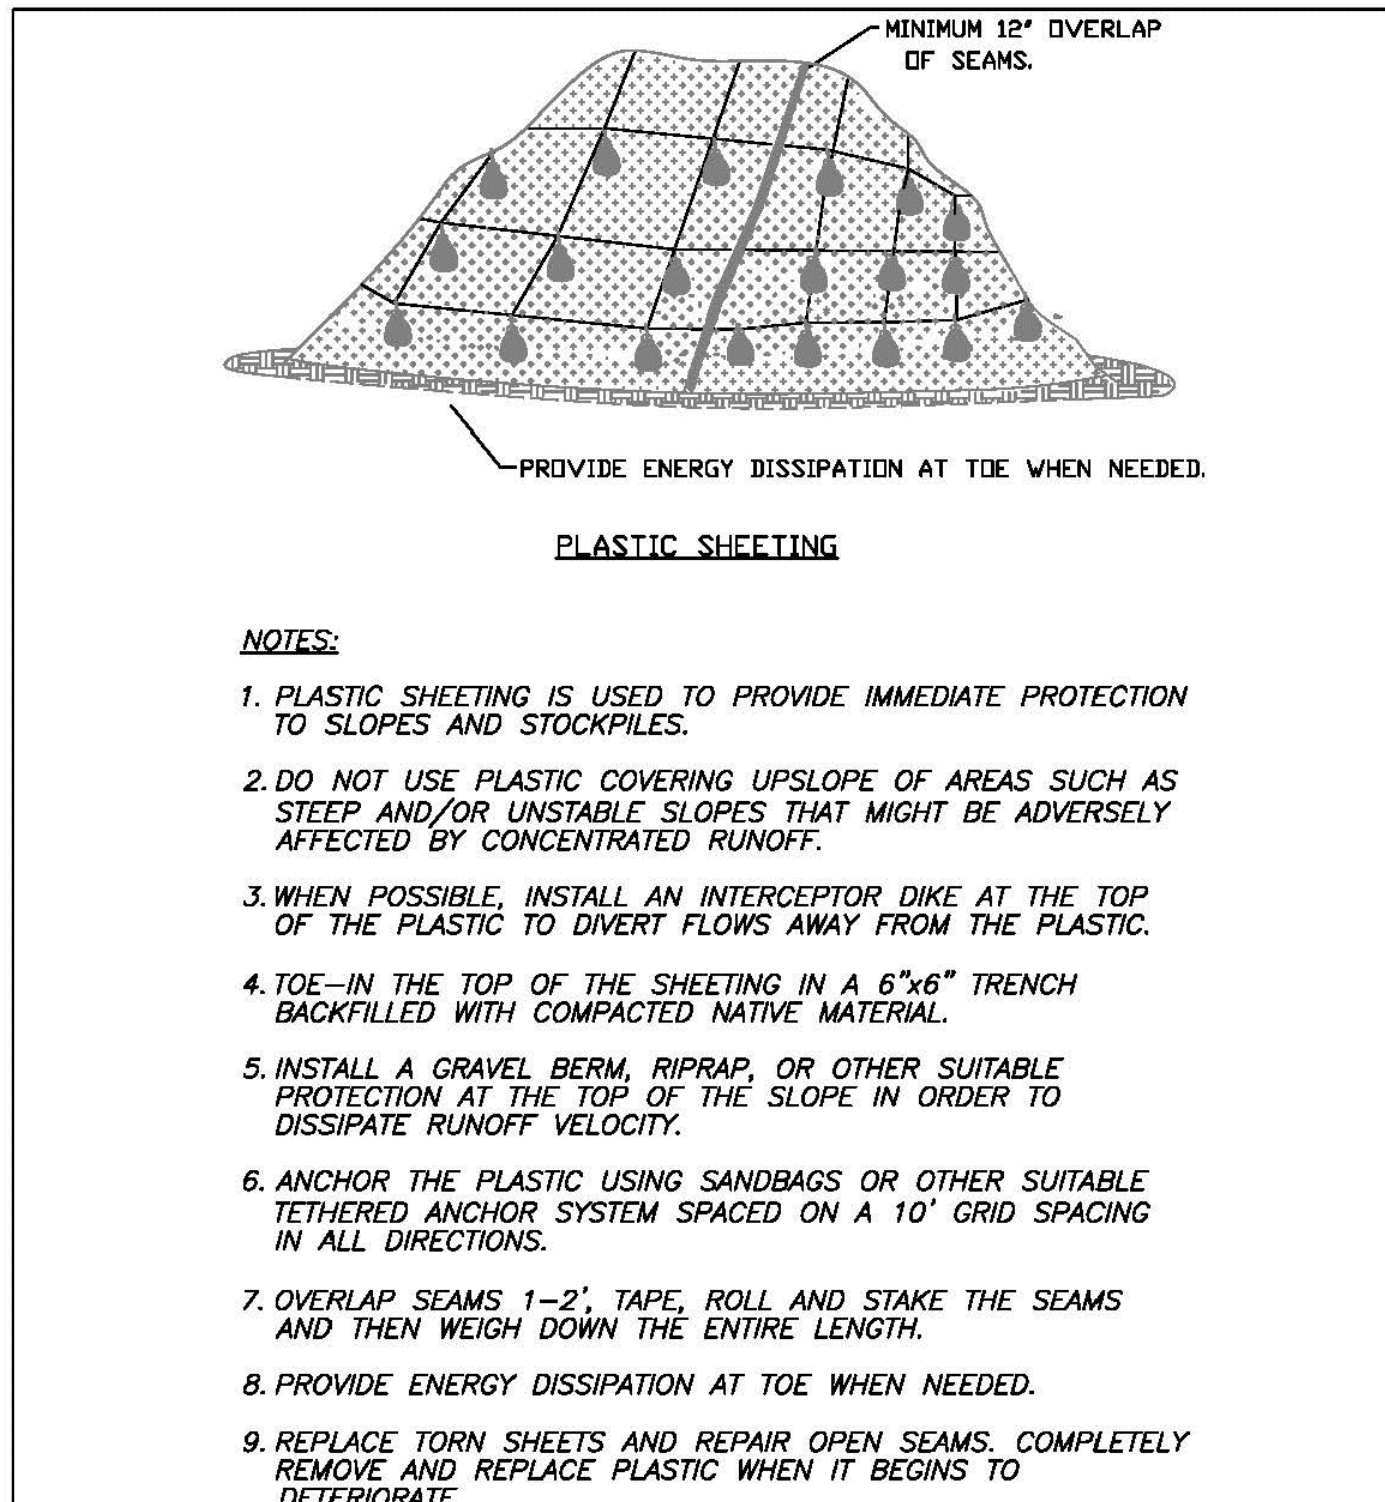 MINIMUM 12" OVERLAP
OF SEAMS.
PROVIDE ENERGY DISSIPATION AT TOE WHEN NEEDED.
PLASTIC SHEETING
NOTES:
1. PLASTIC SHEETING IS USED TO PROVIDE IMMEDIATE PROTECTION
TO SLOPES AND STOCKPILES.
2. DO NOT USE PLASTIC COVERING UPSLOPE OF AREAS SUCH AS
STEEP AND/OR UNSTABLE SLOPES THAT MIGHT BE ADVERSELY
AFFECTED BY CONCENTRATED RUNOFF.
3. WHEN POSSIBLE, INSTALL AN INTERCEPTOR DIKE AT THE TOP
OF THE PLASTIC TO DIVERT FLOWS AWAY FROM THE PLASTIC.
4. TOE-IN THE TOP OF THE SHEETING IN A 6"x6" TRENCH
BACKFILLED WITH COMPACTED NATIVE MATERIAL.
5. INSTALL A GRAVEL BERM, RIPRAP, OR OTHER SUITABLE
PROTECTION AT THE TOP OF THE SLOPE IN ORDER TO
DISSIPATE RUNOFF VELOCITY.
6. ANCHOR THE PLASTIC USING SANDBAGS OR OTHER SUITABLE
TETHERED ANCHOR SYSTEM SPACED ON A 10' GRID SPACING
IN ALL DIRECTIONS.
7. OVERLAP SEAMS 1-2', TAPE, ROLL AND STAKE THE SEAMS
AND THEN WEIGH DOWN THE ENTIRE LENGTH.
8. PROVIDE ENERGY DISSIPATION AT TOE WHEN NEEDED.
9. REPLACE TORN SHEETS AND REPAIR OPEN SEAMS. COMPLETELY
REMOVE AND REPLACE PLASTIC WHEN IT BEGINS TO
DETERIORATE